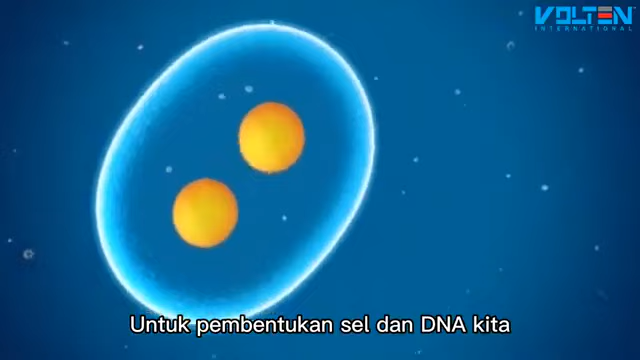 VOLTEN
INTERNATIONAL
Untuk pembentukan sel dan DNA kita